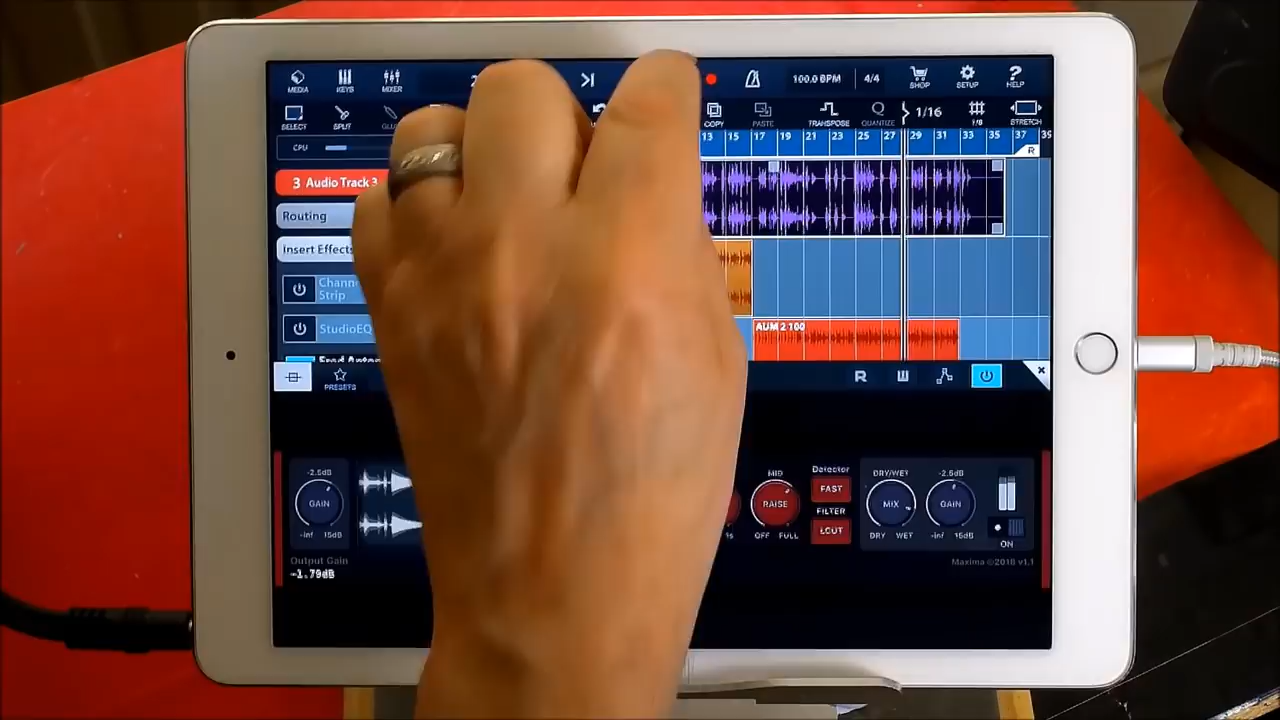 MEDIA KEYS MIXER 100.0 BPM 4/4 SHOP SETUP HELP
SELECT SPLIT COPY PASTE TRANSPOSE QUANTIZE 1/16 STRETCH
CPU 13 15 17 19 21 23 25 27 29 31 33 35 37 39
R
3 Audio Track 3
Routing
Insert Effects
Strip
StudioEQ
AUM 2 100
PRESETS R W
-2.5dB MID Detector DRY/WET -2.5dB
GAIN RAISE FAST MIX GAIN
FILTER
-inf 15dB OFF FULL LCUT DRY WET -inf 15dB ON
Output Gain Maxima ©2018 v1.1
-1.79dB